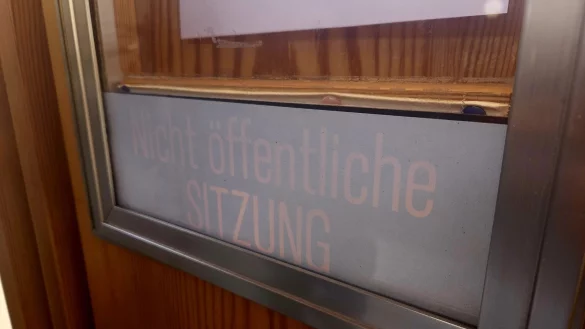 Nicht öffentliche
SITZUNG